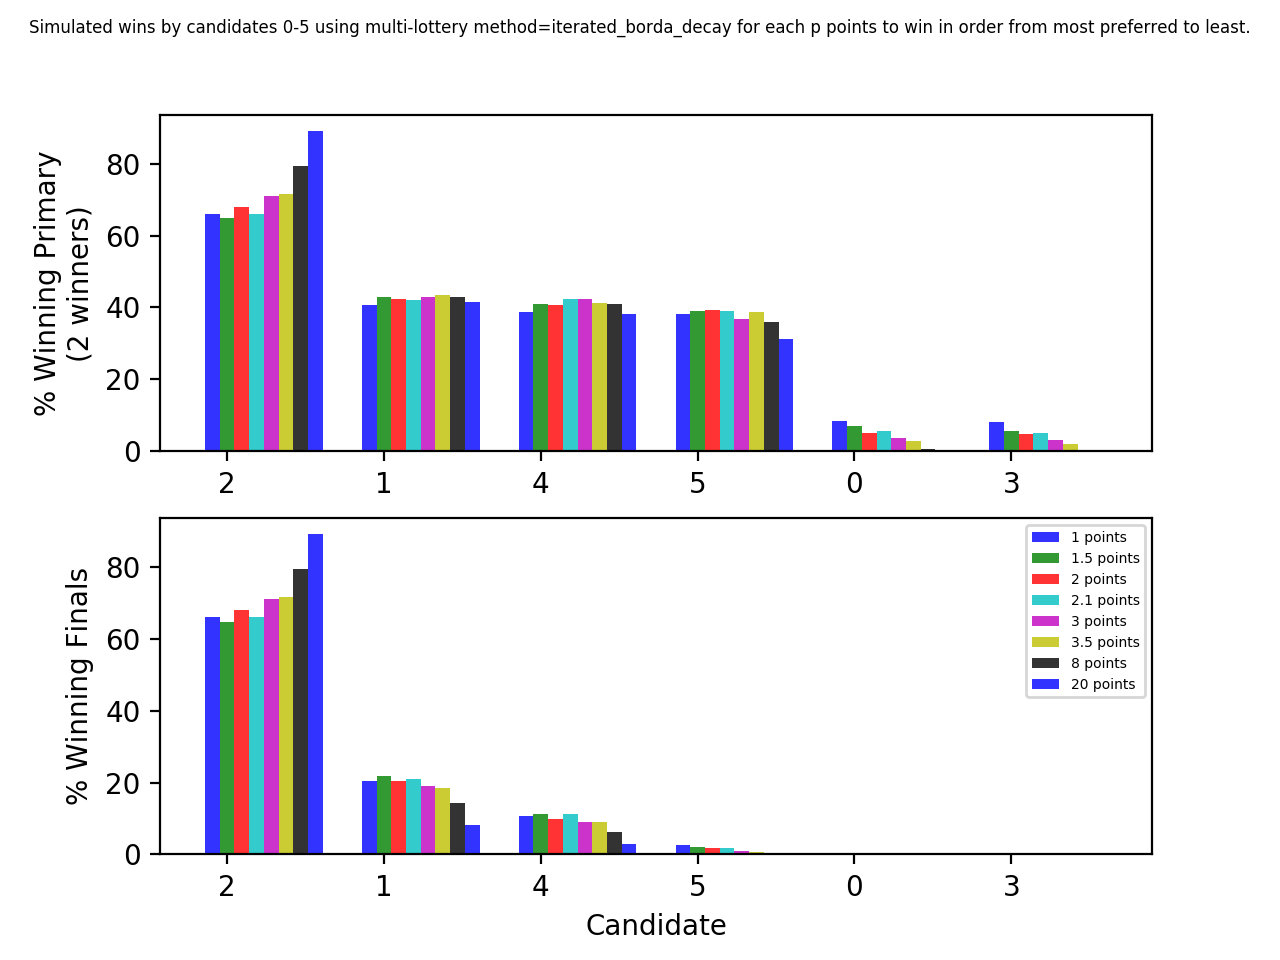 Simulated wins by candidates 0-5 using multi-lottery method=iterated_borda_decay for each p points to win in order from most preferred to least.
% Winning Primary
(2 winners)
80
60
40
20
0
2 1 4 5 0 3
% Winning Finals
80
60
40
20
0
1 points
1.5 points
2 points
2.1 points
3 points
3.5 points
8 points
20 points
2 1 4 5 0 3
Candidate